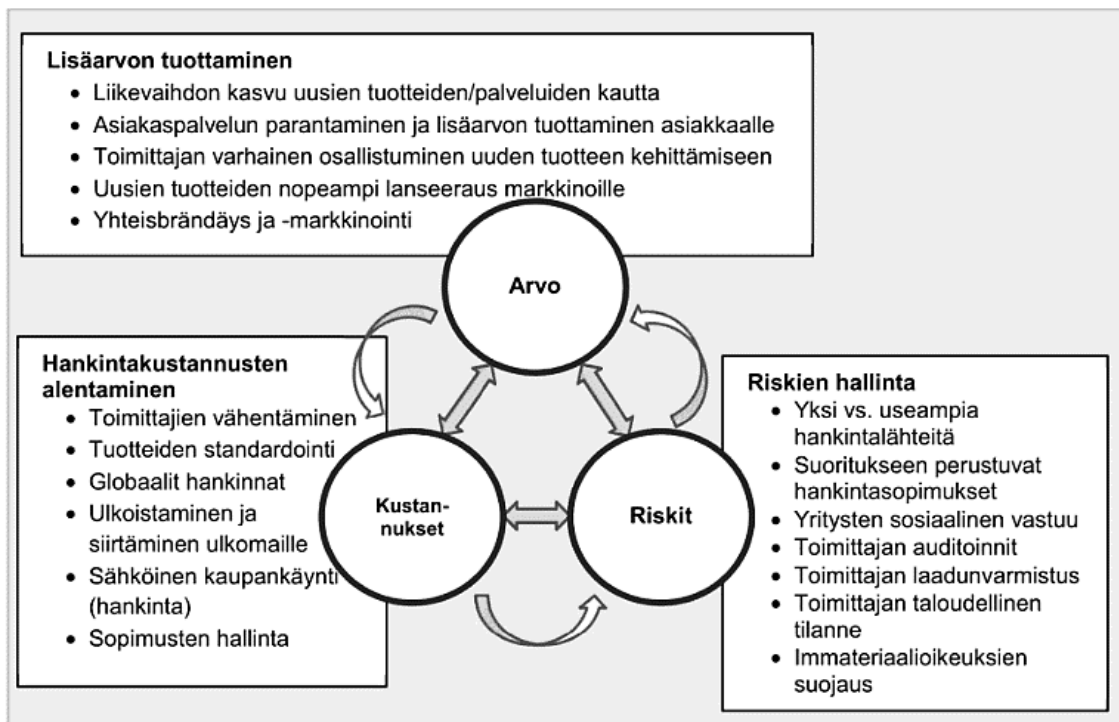 Lisäarvon tuottaminen
• Liikevaihdon kasvu uusien tuotteiden/palveluiden kautta
• Asiakaspalvelun parantaminen ja lisäarvon tuottaminen asiakkaalle
• Toimittajan varhainen osallistuminen uuden tuotteen kehittämiseen
• Uusien tuotteiden nopeampi lanseeraus markkinoille
• Yhteisbrändäys ja -markkinointi
Arvo
Hankintakustannusten
alentaminen
• Toimittajien vähentäminen
• Tuotteiden standardointi
• Globaalit hankinnat
• Ulkoistaminen ja
siirtäminen ulkomaille
• Sähköinen kaupankäynti
(hankinta)
• Sopimusten hallinta
Kustan-
nukset
Riskit
Riskien hallinta
• Yksi vs. useampia
hankintalähteitä
• Suoritukseen perustuvat
hankintasopimukset
• Yritysten sosiaalinen vastuu
• Toimittajan auditoinnit
• Toimittajan laadunvarmistus
• Toimittajan taloudellinen
tilanne
• Immateriaalioikeuksien
suojaus